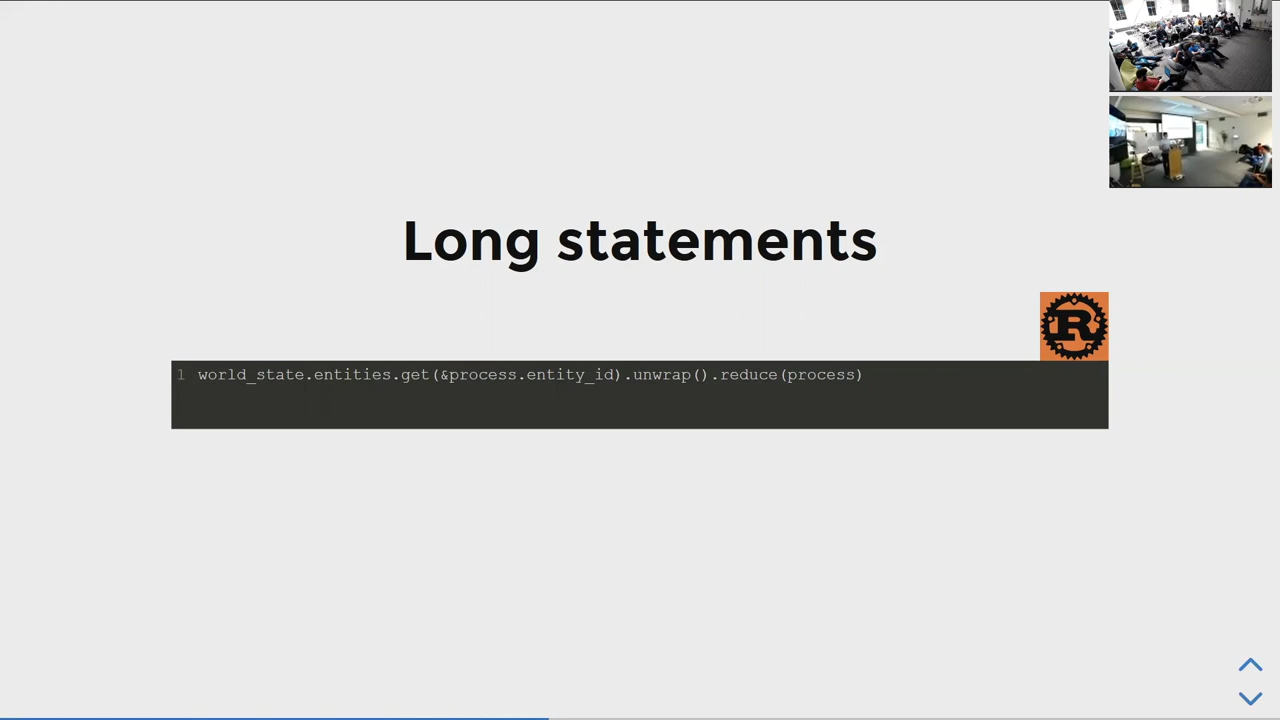 Long statements
R
1 world_state.entities.get(&process.entity_id).unwrap().reduce(process)